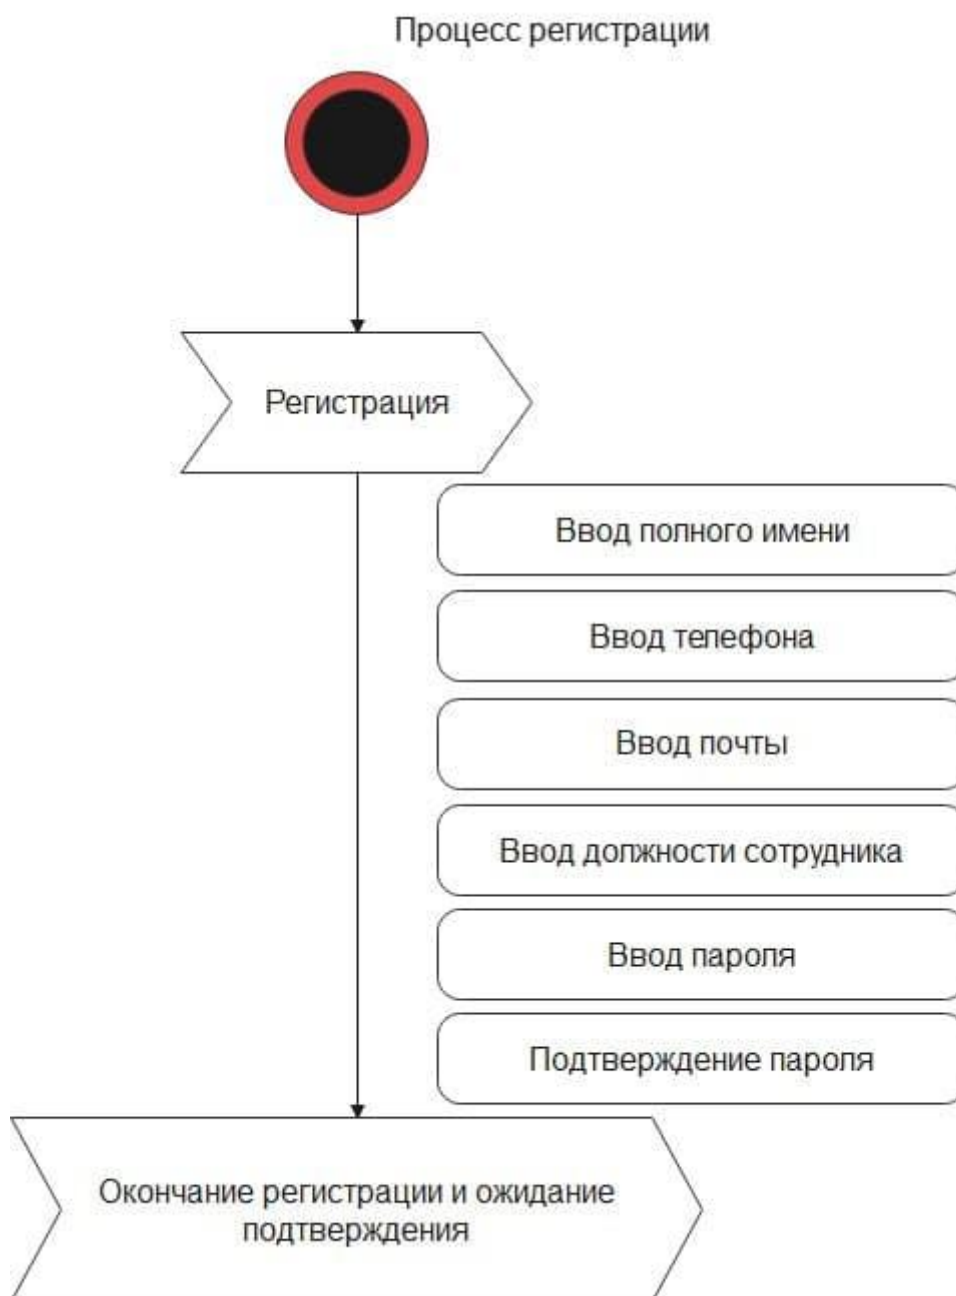 Процесс регистрации
Регистрация
Ввод полного имени
Ввод телефона
Ввод почты
Ввод должности сотрудника
Ввод пароля
Подтверждение пароля
Окончание регистрации и ожидание
подтверждения